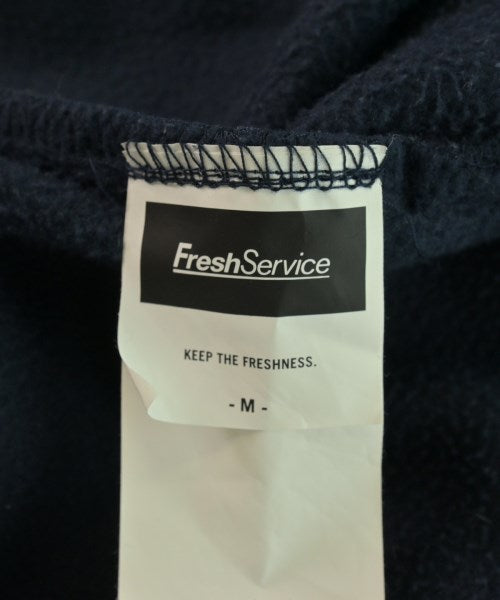 FreshService
KEEP THE FRESHNESS.
- M -